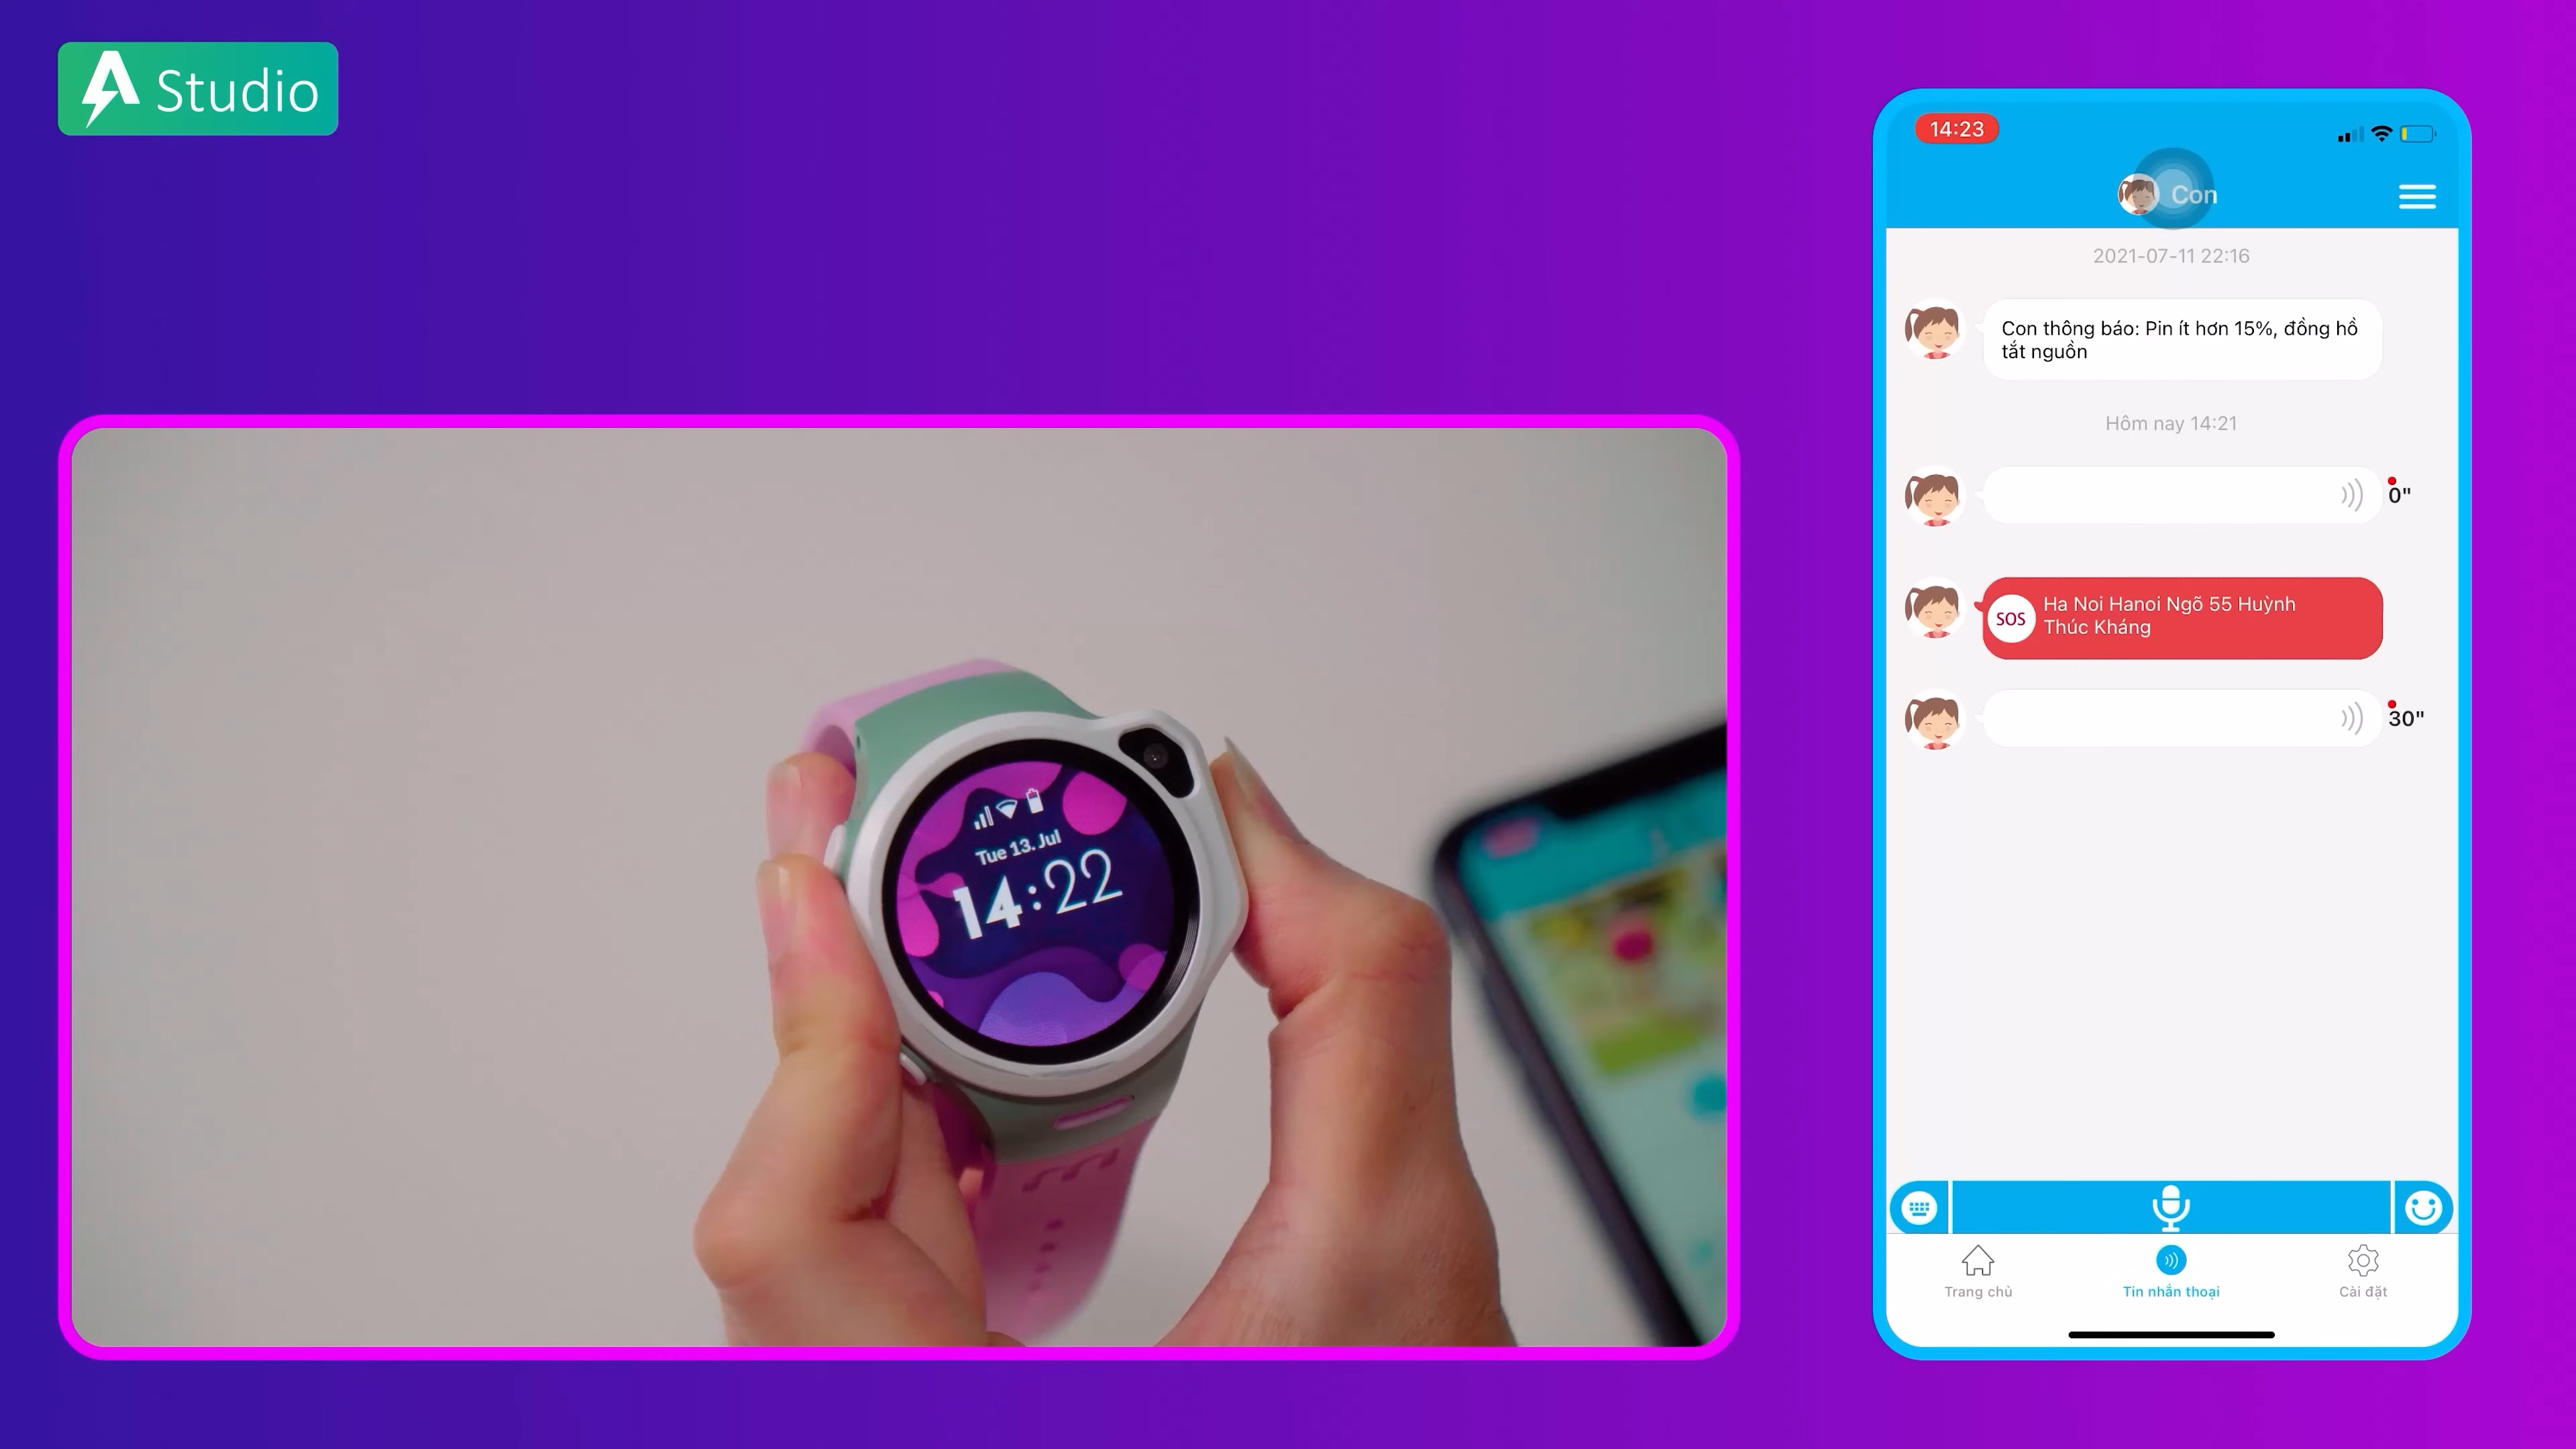 A Studio
Tue 13. Jul
14:22
14:23
Con
2021-07-11 22:16
Con thông báo: Pin ít hơn 15%, đồng hồ
tắt nguồn
Hôm nay 14:21
0"
SOS
Ha Noi Hanoi Ngõ 55 Huỳnh
Thúc Kháng
30"
Trang chủ
Tin nhắn thoại
Cài đặt